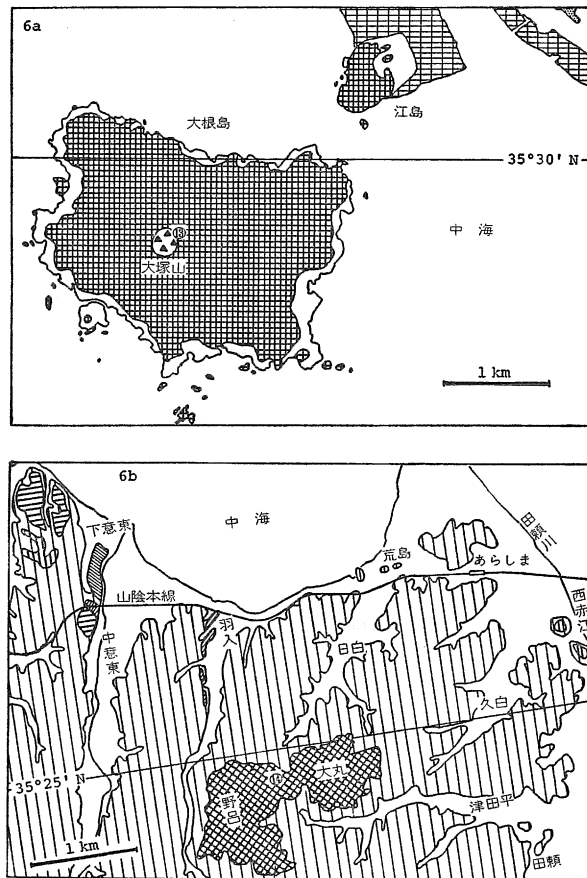 6a
大根島
江島
35°30' N
中海
⑬
大塚山
1 km
6b
中海
下意東
荒島
あらしま
田頼川
山陰本線
羽入
日白
西赤江
中意東
久白
35°25' N
大丸
野呂
津田平
1 km
田頼